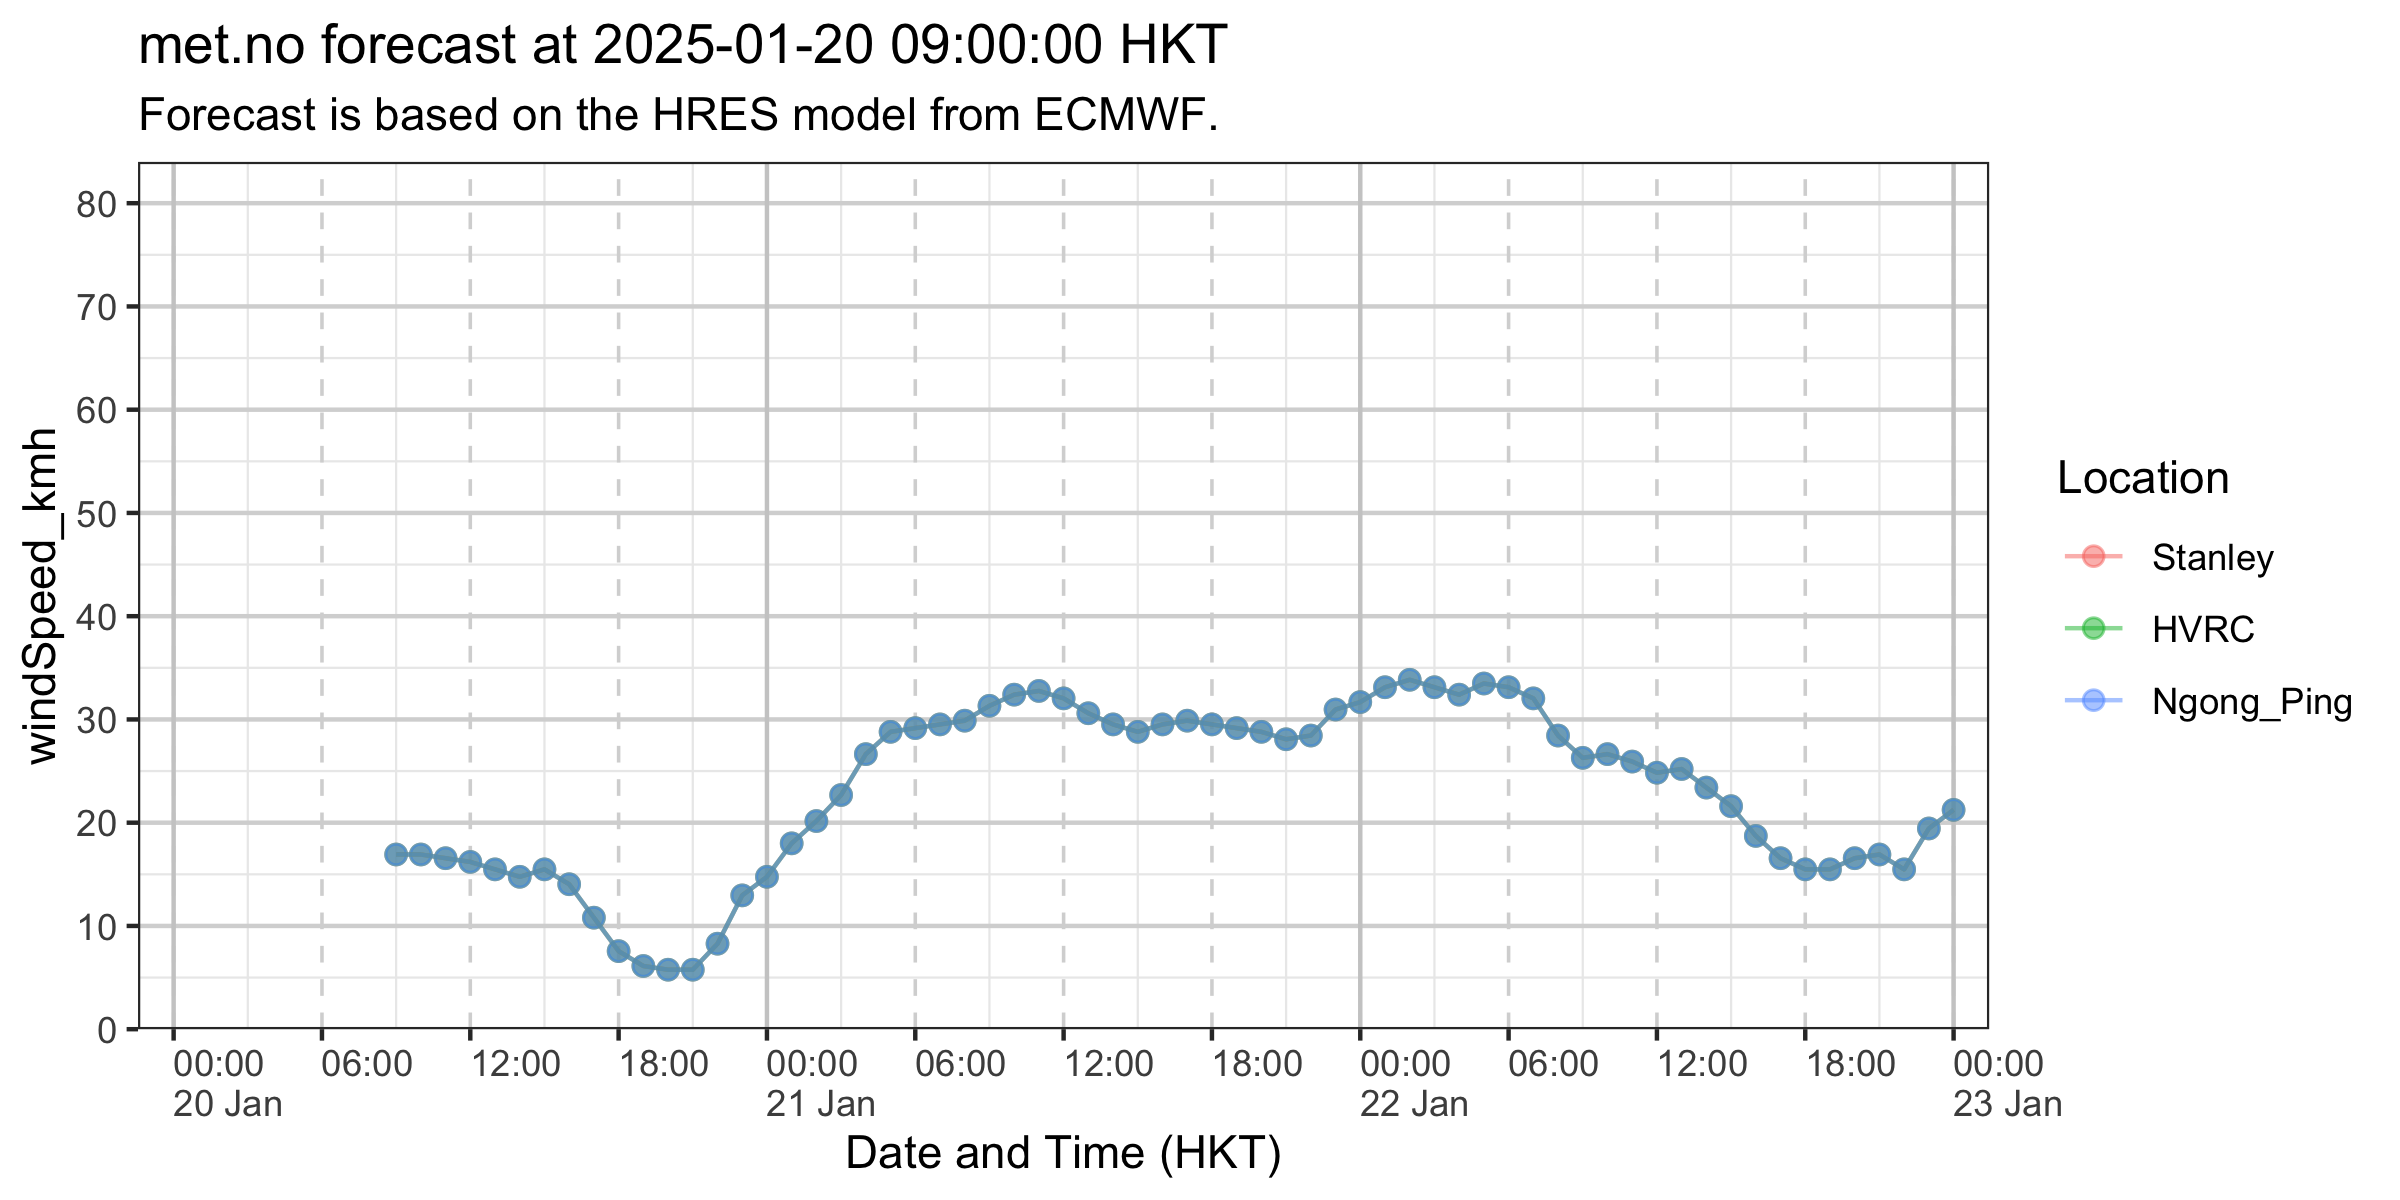 met.no forecast at 2025-01-20 09:00:00 HKT
Forecast is based on the HRES model from ECMWF.
windSpeed_kmh
80
70
60
50
40
30
20
10
0
00:00 06:00 12:00 18:00 00:00 06:00 12:00 18:00 00:00 06:00 12:00 18:00 00:00
20 Jan 21 Jan 22 Jan 23 Jan
Date and Time (HKT)
Location
Stanley
HVRC
Ngong_Ping